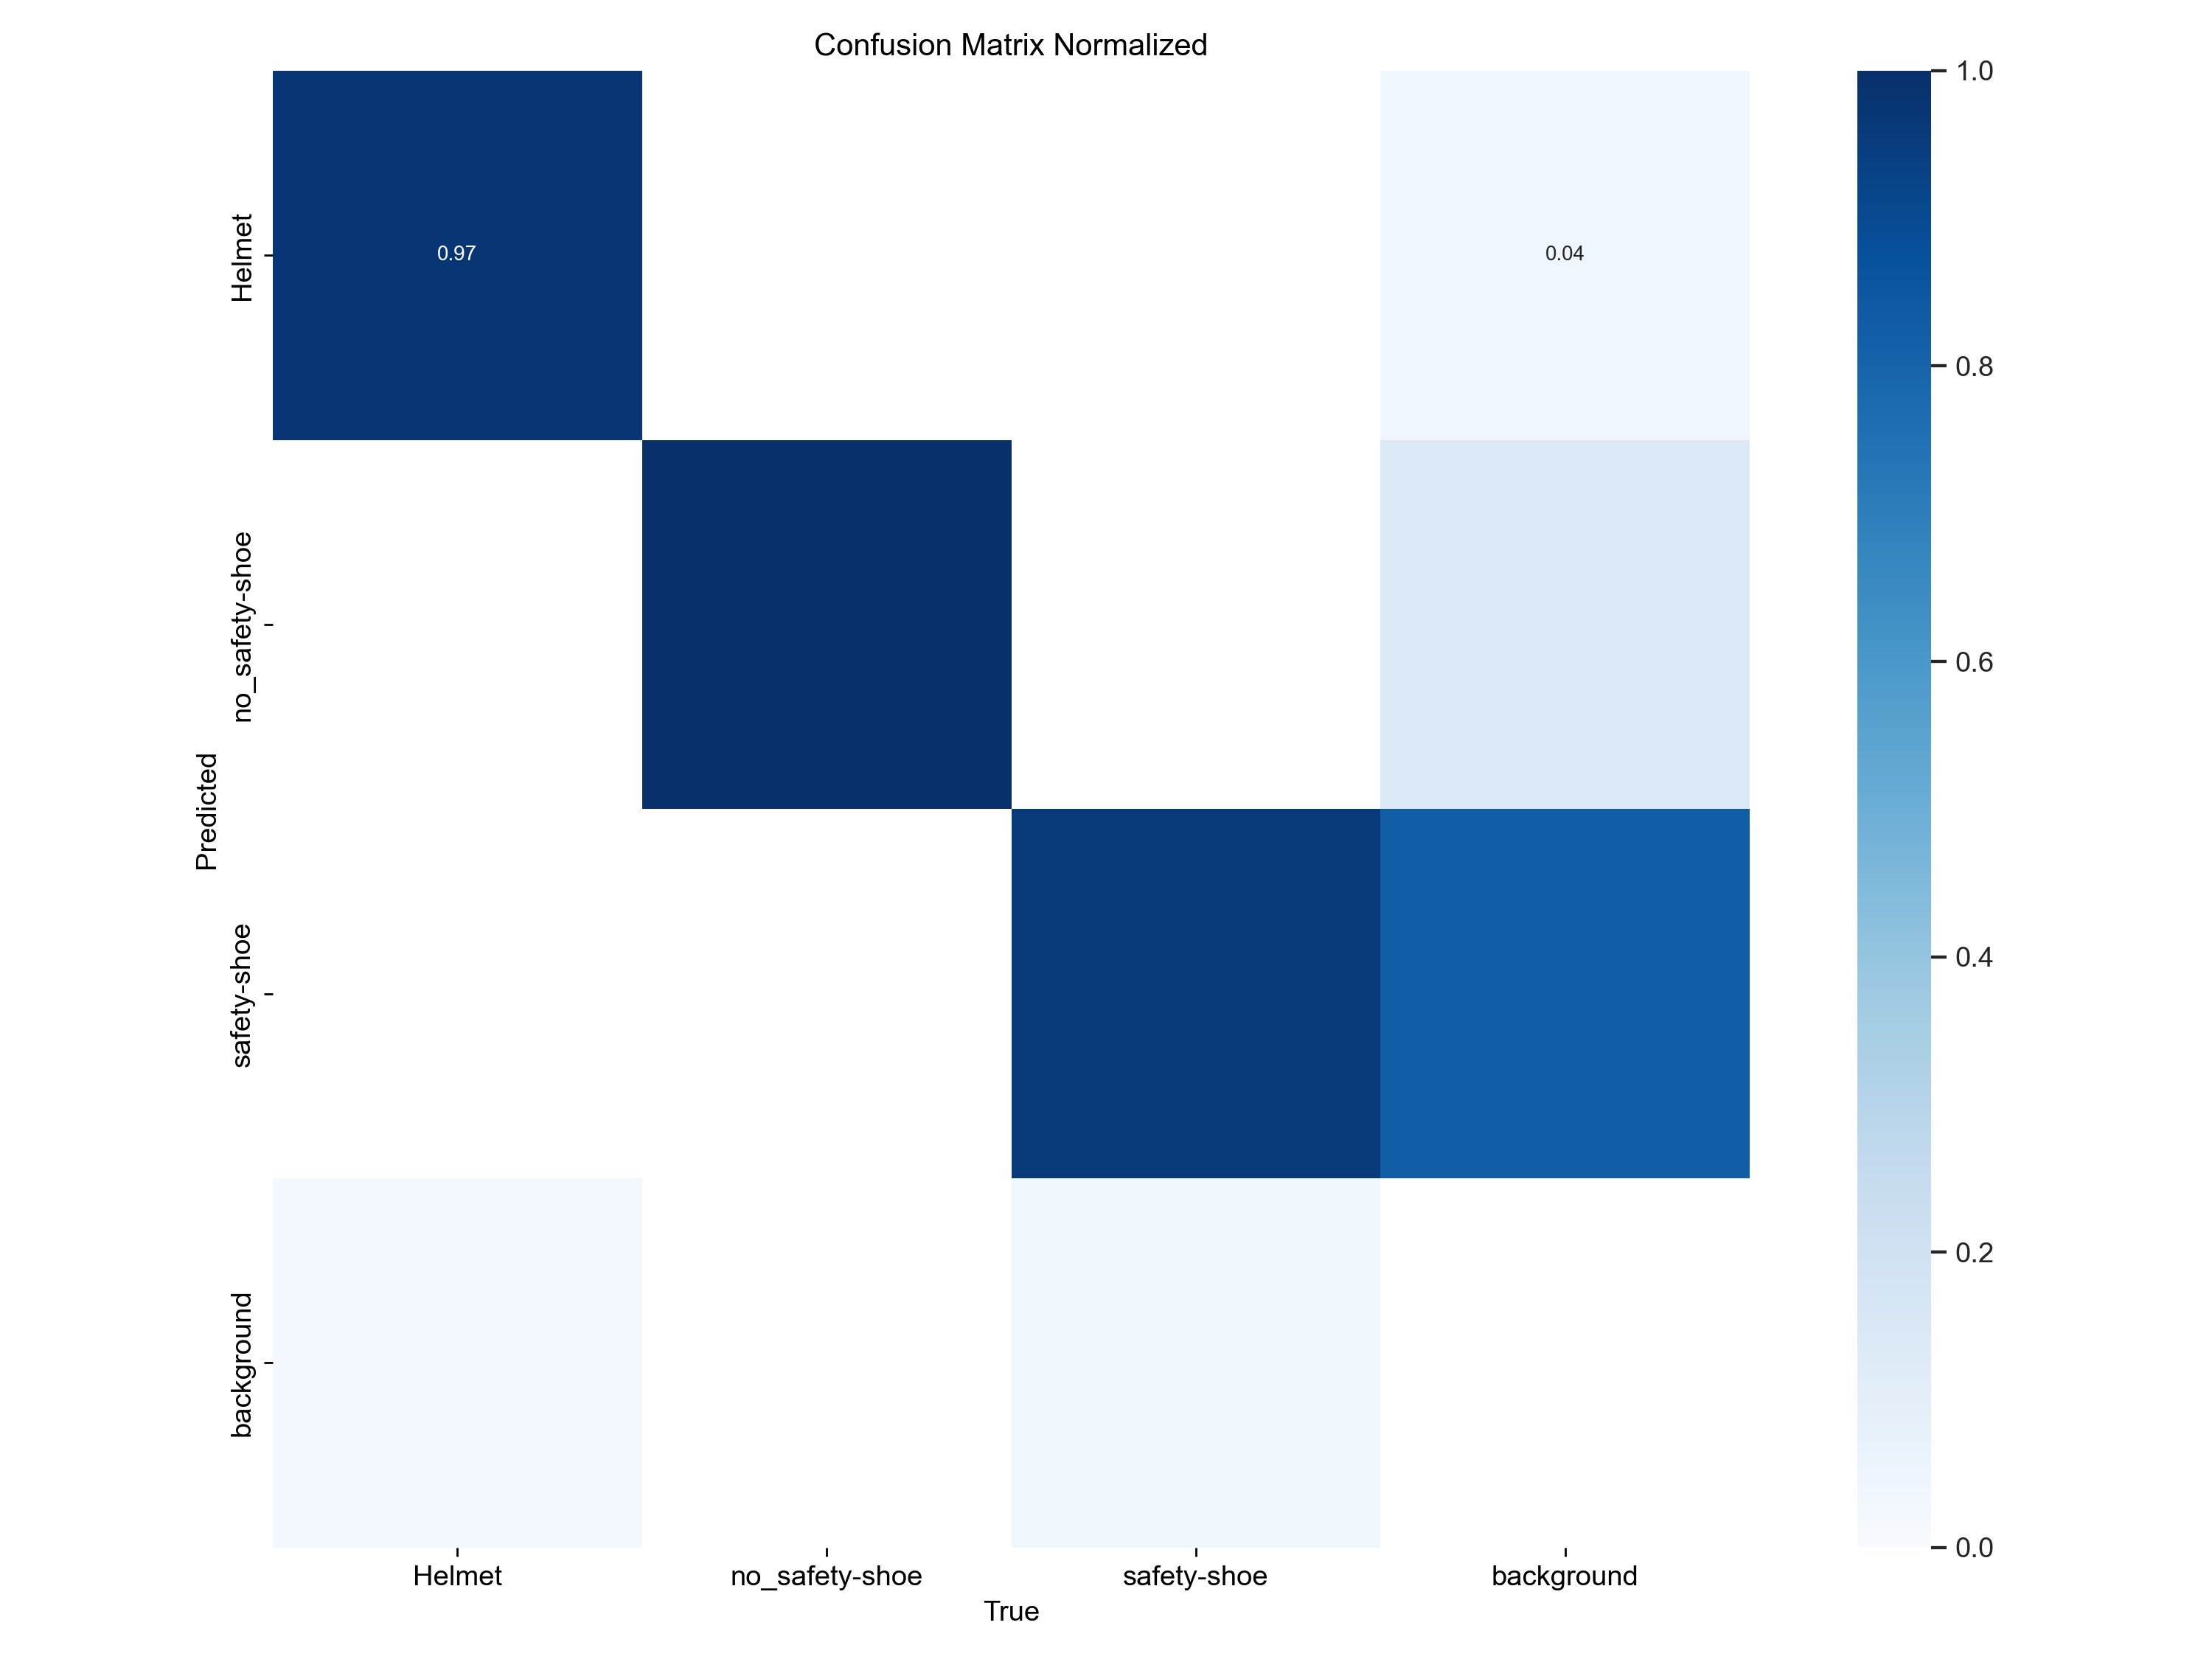 Confusion Matrix Normalized
Helmet
no_safety-shoe
safety-shoe
background
Predicted
0.97
0.04
1.0
0.8
0.6
0.4
0.2
0.0
Helmet
no_safety-shoe
safety-shoe
background
True